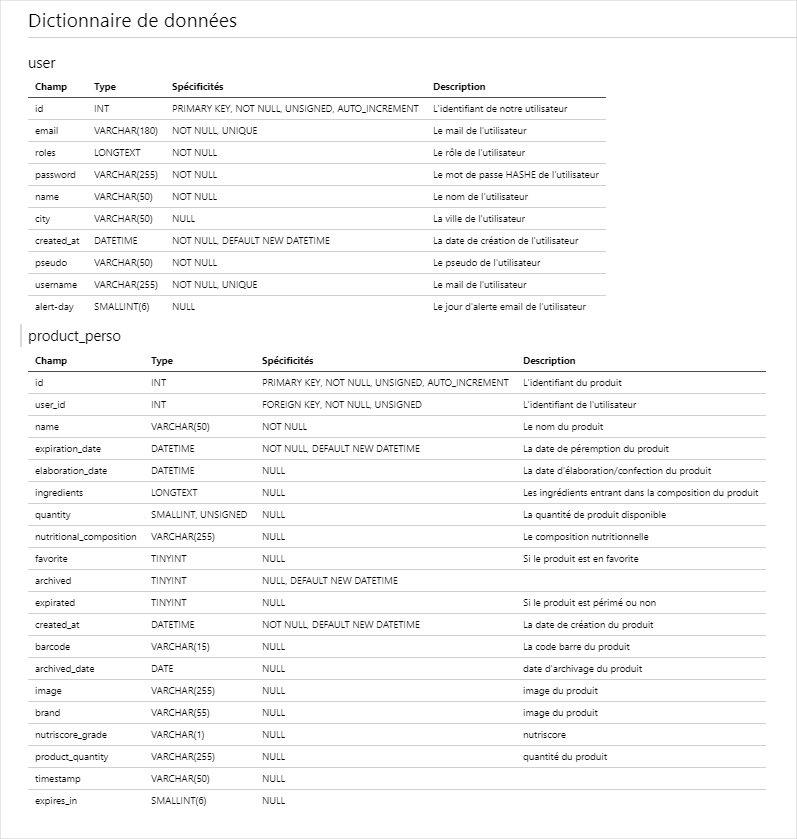 Dictionnaire de données
user
Champ Type Spécificités Description
id INT PRIMARY KEY, NOT NULL, UNSIGNED, AUTO_INCREMENT L'identifiant de notre utilisateur
email VARCHAR(180) NOT NULL, UNIQUE Le mail de l'utilisateur
roles LONGTEXT NOT NULL Le rôle de l'utilisateur
password VARCHAR(255) NOT NULL Le mot de passe HASHE de l'utilisateur
name VARCHAR(50) NOT NULL Le nom de l'utilisateur
city VARCHAR(50) NULL La ville de l'utilisateur
created_at DATETIME NOT NULL, DEFAULT NEW DATETIME La date de création de l'utilisateur
pseudo VARCHAR(50) NOT NULL Le pseudo de l'utilisateur
username VARCHAR(255) NOT NULL, UNIQUE Le mail de l'utilisateur
alert-day SMALLINT(6) NULL Le jour d'alerte email de l'utilisateur
product_perso
Champ Type Spécificités Description
id INT PRIMARY KEY, NOT NULL, UNSIGNED, AUTO_INCREMENT L'identifiant du produit
user_id INT FOREIGN KEY, NOT NULL, UNSIGNED L'identifiant de l'utilisateur
name VARCHAR(50) NOT NULL Le nom du produit
expiration_date DATETIME NOT NULL, DEFAULT NEW DATETIME La date de péremption du produit
elaboration_date DATETIME NULL La date d'élaboration/confection du produit
ingredients LONGTEXT NULL Les ingrédients entrant dans la composition du produit
quantity SMALLINT, UNSIGNED NULL La quantité de produit disponible
nutritional_composition VARCHAR(255) NULL Le composition nutritionnelle
favorite TINYINT NULL Si le produit est en favorite
archived TINYINT NULL, DEFAULT NEW DATETIME
expirated TINYINT NULL Si le produit est périmé ou non
created_at DATETIME NOT NULL, DEFAULT NEW DATETIME La date de création du produit
barcode VARCHAR(15) NULL La code barre du produit
archived_date DATE NULL date d'archivage du produit
image VARCHAR(255) NULL image du produit
brand VARCHAR(55) NULL image du produit
nutriscore_grade VARCHAR(1) NULL nutriscore
product_quantity VARCHAR(255) NULL quantité du produit
timestamp VARCHAR(50) NULL
expires_in SMALLINT(6) NULL